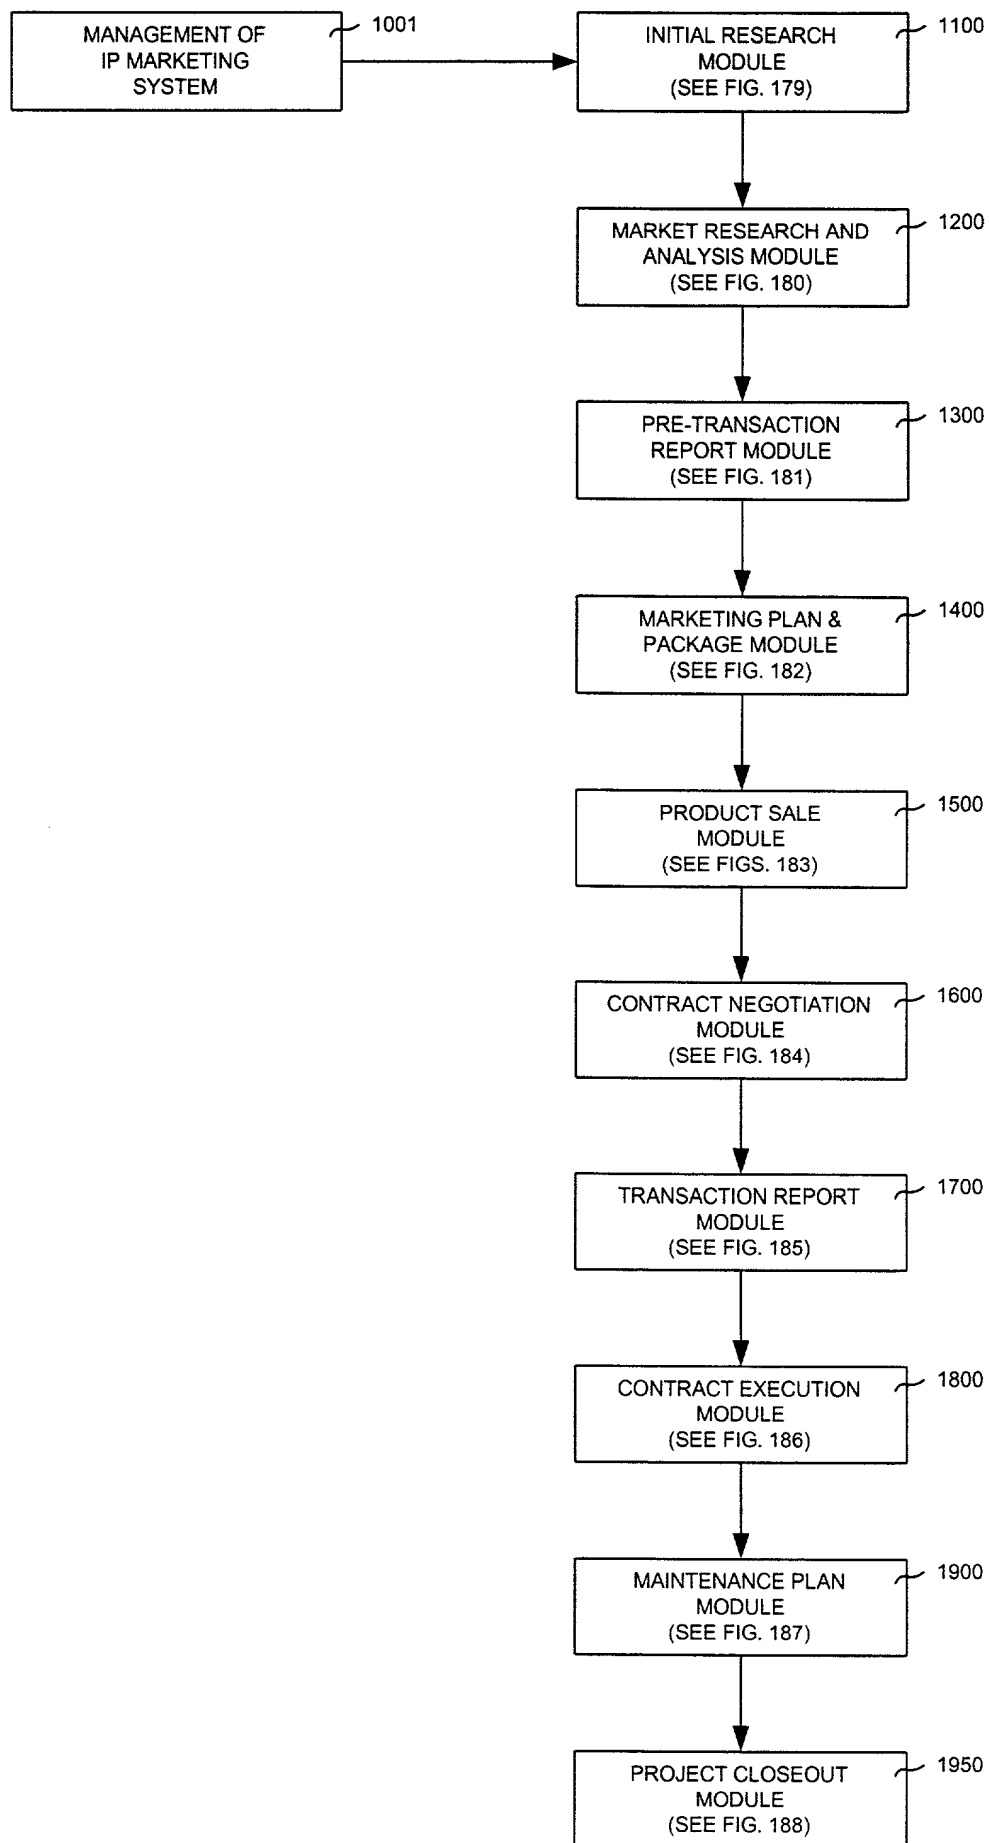 MANAGEMENT OF
IP MARKETING
SYSTEM
1001
INITIAL RESEARCH
MODULE
(SEE FIG. 179)
1100
MARKET RESEARCH AND
ANALYSIS MODULE
(SEE FIG. 180)
1200
PRE-TRANSACTION
REPORT MODULE
(SEE FIG. 181)
1300
MARKETING PLAN &
PACKAGE MODULE
(SEE FIG. 182)
1400
PRODUCT SALE
MODULE
(SEE FIGS. 183)
1500
CONTRACT NEGOTIATION
MODULE
(SEE FIG. 184)
1600
TRANSACTION REPORT
MODULE
(SEE FIG. 185)
1700
CONTRACT EXECUTION
MODULE
(SEE FIG. 186)
1800
MAINTENANCE PLAN
MODULE
(SEE FIG. 187)
1900
PROJECT CLOSEOUT
MODULE
(SEE FIG. 188)
1950